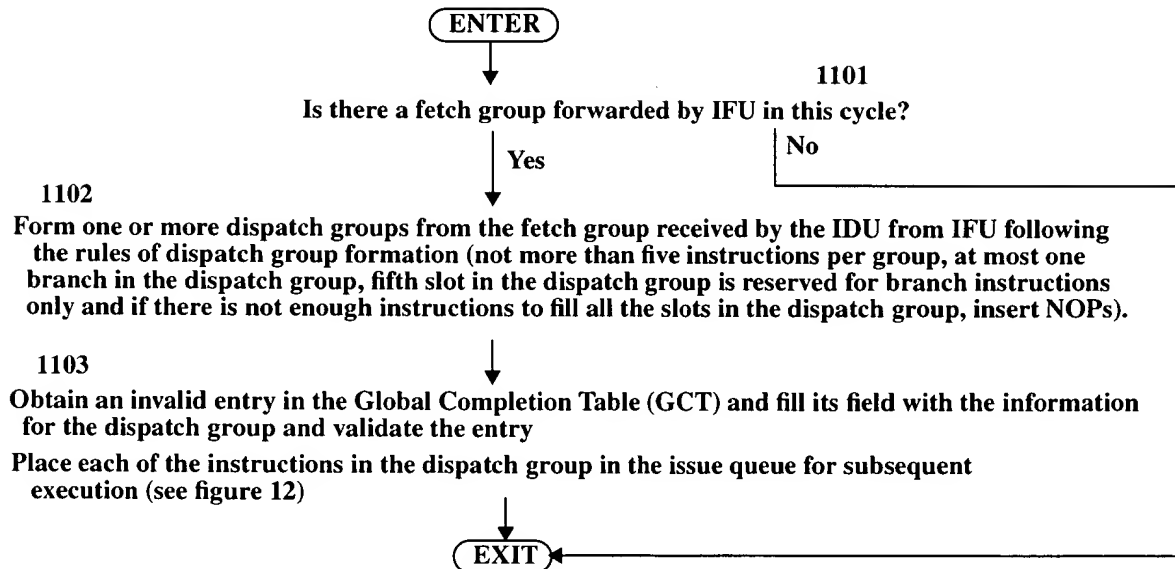 ENTER
1101
Is there a fetch group forwarded by IFU in this cycle?
Yes
No
1102
Form one or more dispatch groups from the fetch group received by the IDU from IFU following
the rules of dispatch group formation (not more than five instructions per group, at most one
branch in the dispatch group, fifth slot in the dispatch group is reserved for branch instructions
only and if there is not enough instructions to fill all the slots in the dispatch group, insert NOPs).
1103
Obtain an invalid entry in the Global Completion Table (GCT) and fill its field with the information
for the dispatch group and validate the entry
Place each of the instructions in the dispatch group in the issue queue for subsequent
execution (see figure 12)
EXIT